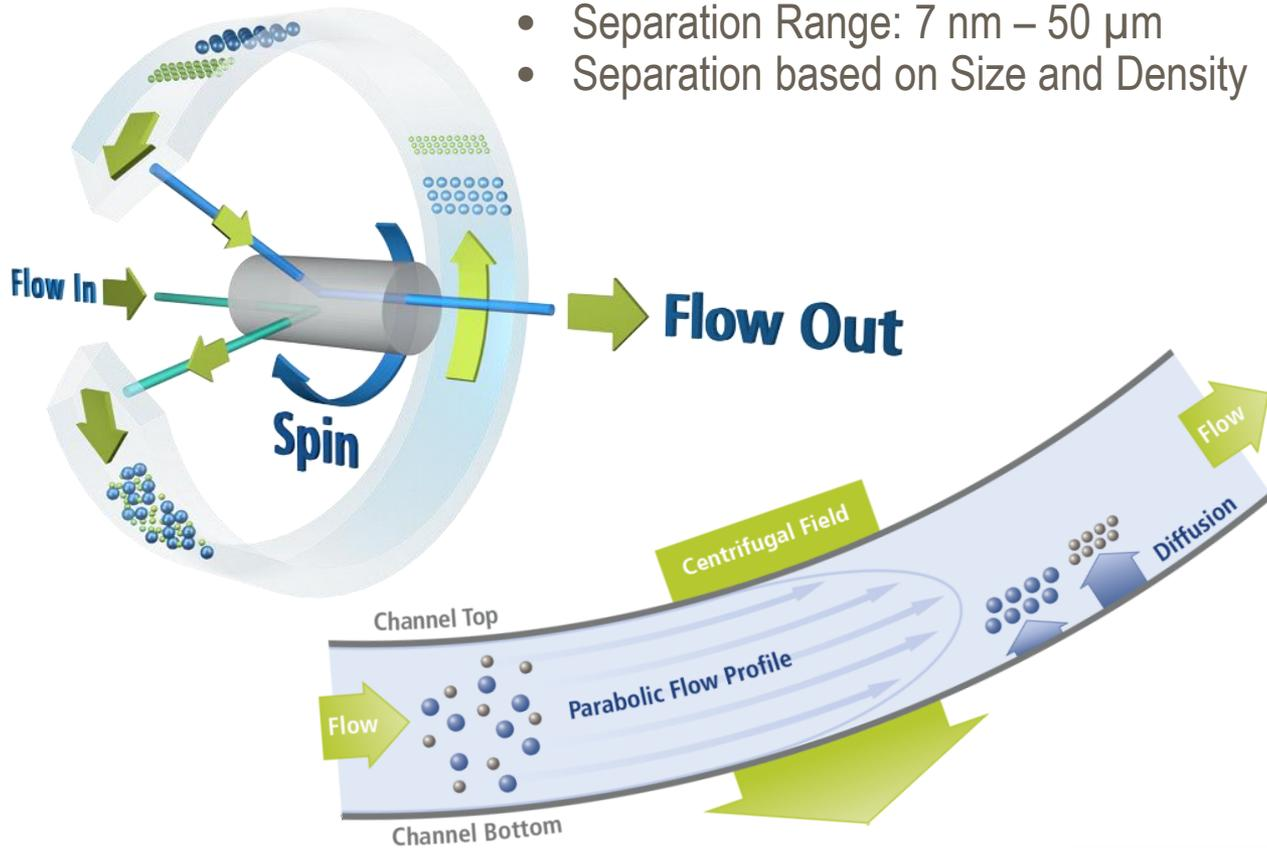 • Separation Range: 7 nm – 50 µm
• Separation based on Size and Density
Flow In
Flow Out
Spin
Flow
Centrifugal Field
Diffusion
Channel Top
Parabolic Flow Profile
Flow
Channel Bottom